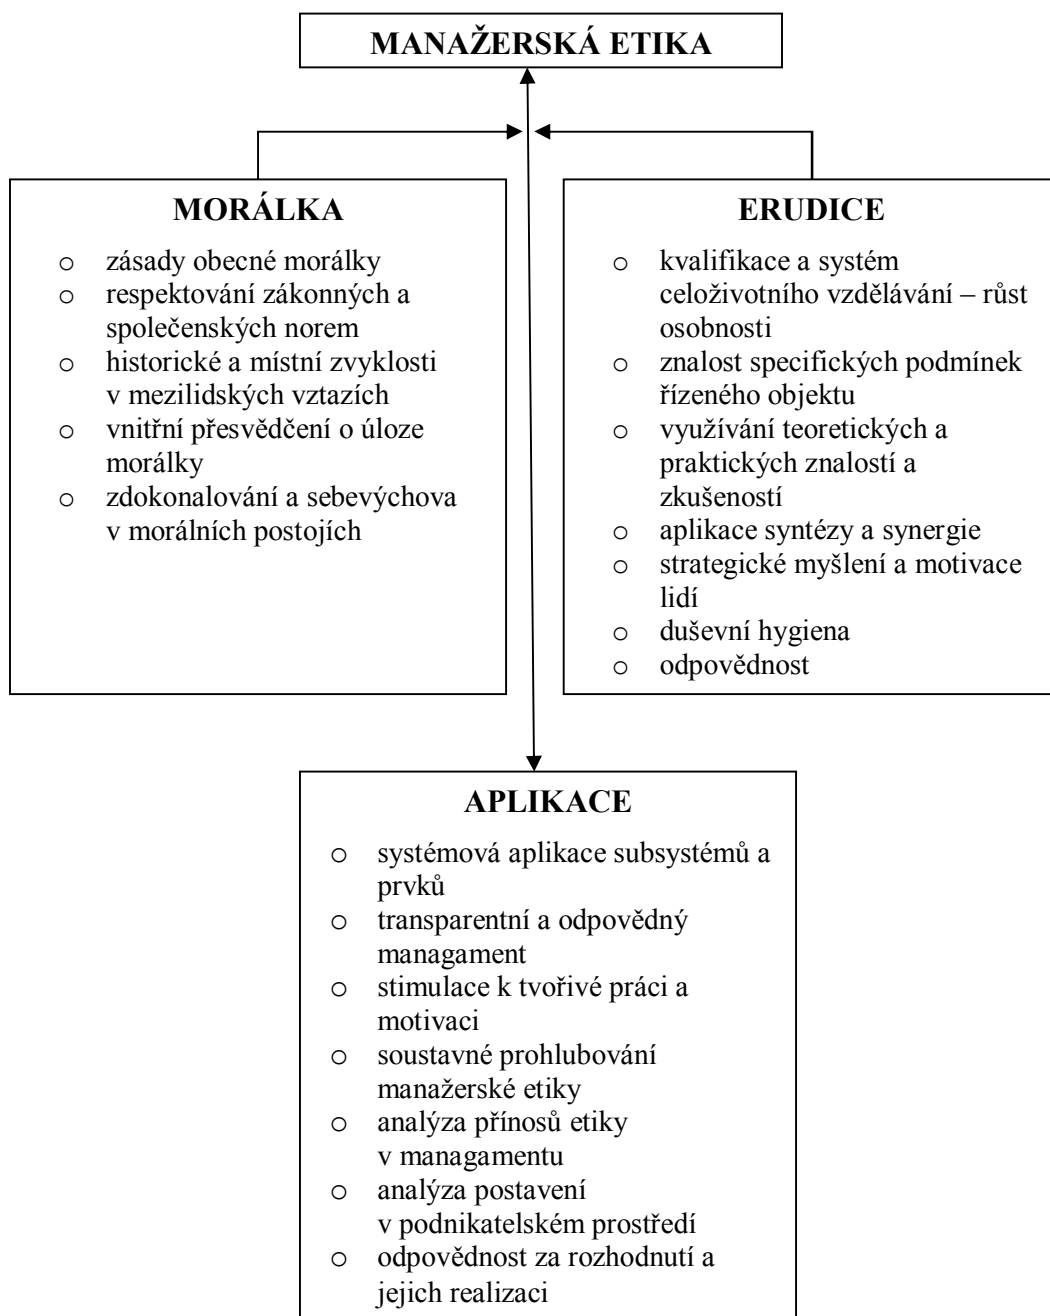 MANAŽERSKÁ ETIKA
MORÁLKA
o zásady obecné morálky
o respektování zákonných a
společenských norem
o historické a místní zvyklosti
v mezilidských vztazích
o vnitřní přesvědčení o úloze
morálky
o zdokonalování a sebevýchova
v morálních postojích
ERUDICE
o kvalifikace a systém
celoživotního vzdělávání – růst
osobnosti
o znalost specifických podmínek
řízeného objektu
o využívání teoretických a
praktických znalostí a
zkušeností
o aplikace syntézy a synergie
o strategické myšlení a motivace
lidí
o duševní hygiena
o odpovědnost
APLIKACE
o systémová aplikace subsystémů a
prvků
o transparentní a odpovědný
managament
o stimulace k tvořivé práci a
motivaci
o soustavné prohlubování
manažerské etiky
o analýza přínosů etiky
v managamentu
o analýza postavení
v podnikatelském prostředí
o odpovědnost za rozhodnutí a
jejich realizaci